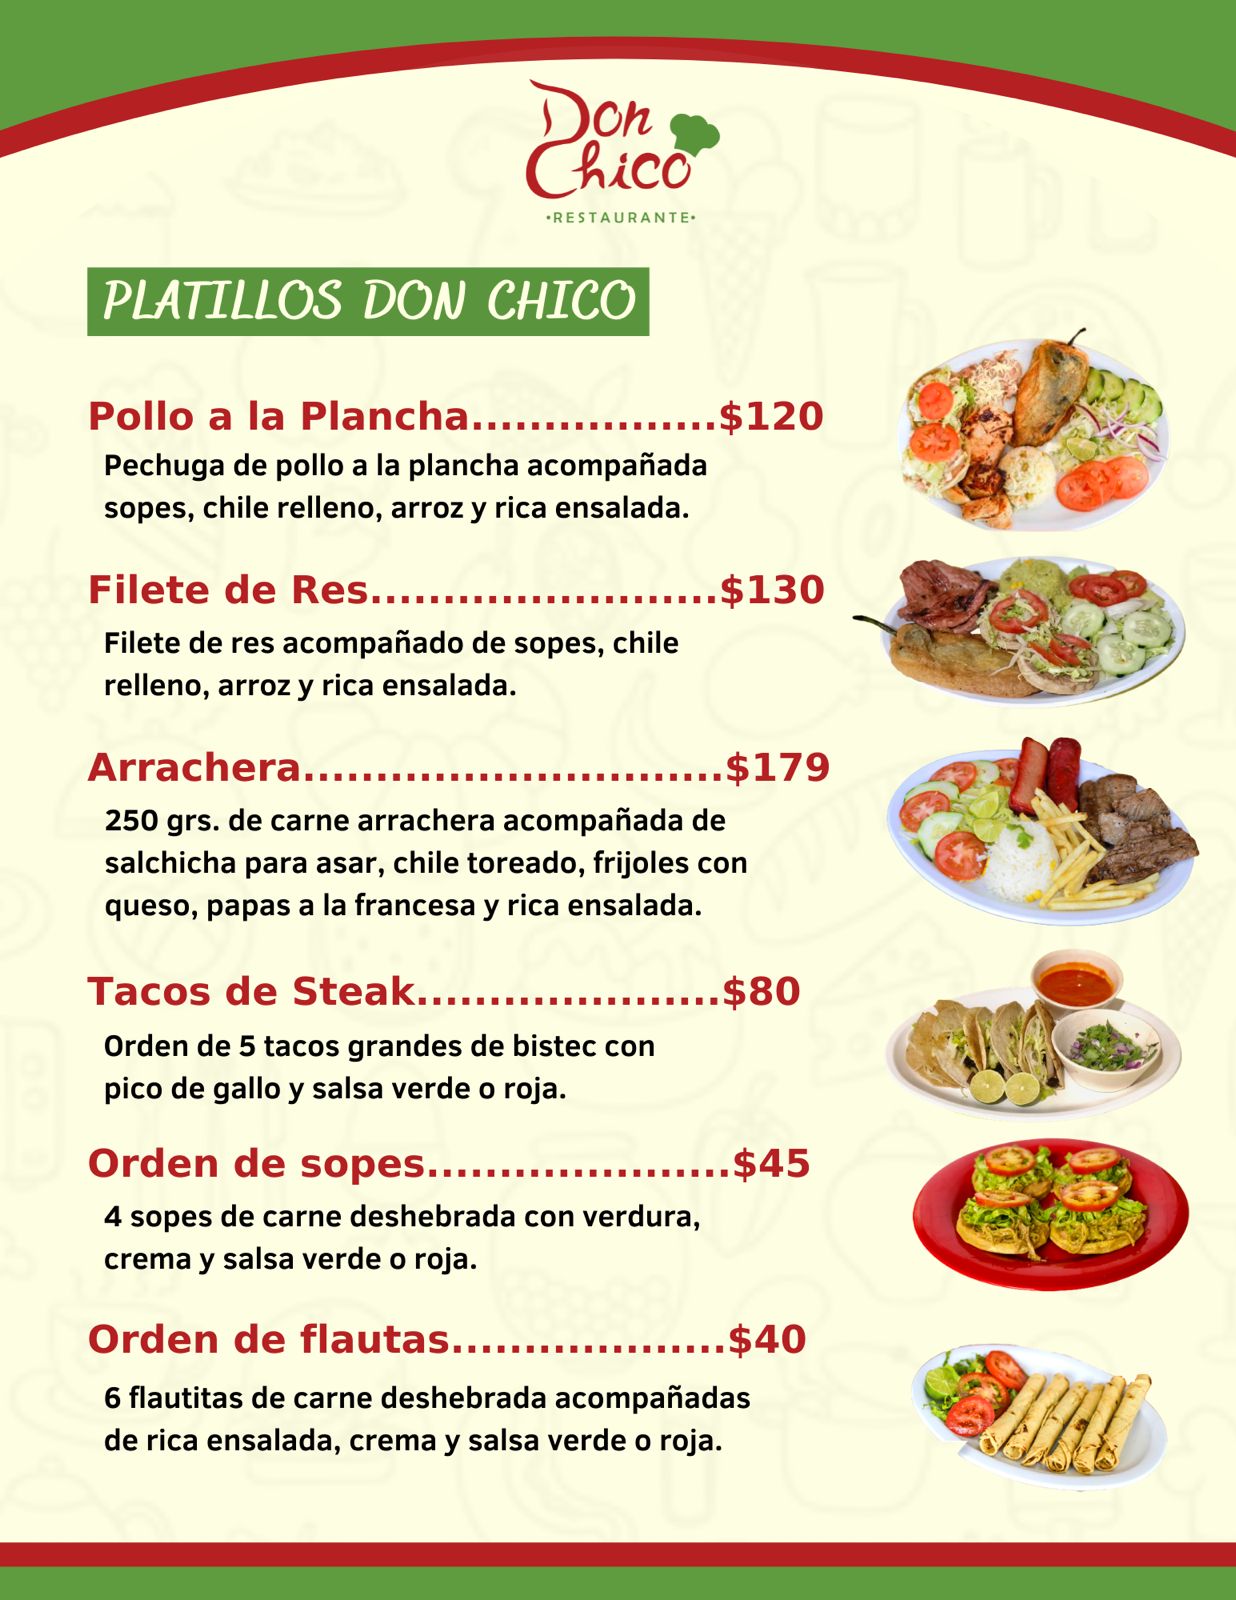 Don
Chico
•RESTAURANTE•
PLATILLOS DON CHICO
Pollo a la Plancha.................$120
Pechuga de pollo a la plancha acompañada
sopes, chile relleno, arroz y rica ensalada.
Filete de Res........................$130
Filete de res acompañado de sopes, chile
relleno, arroz y rica ensalada.
Arrachera.............................$179
250 grs. de carne arrachera acompañada de
salchicha para asar, chile toreado, frijoles con
queso, papas a la francesa y rica ensalada.
Tacos de Steak.....................$80
Orden de 5 tacos grandes de bistec con
pico de gallo y salsa verde o roja.
Orden de sopes.....................$45
4 sopes de carne deshebrada con verdura,
crema y salsa verde o roja.
Orden de flautas...................$40
6 flautitas de carne deshebrada acompañadas
de rica ensalada, crema y salsa verde o roja.